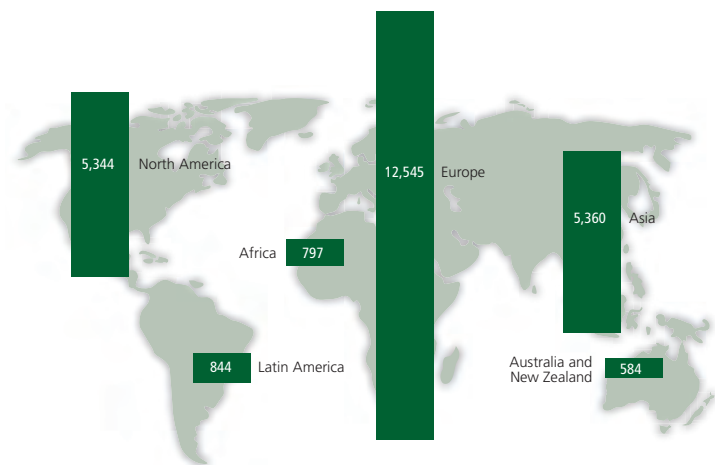 5,344
North America
12,545
Europe
5,360
Asia
Africa
797
844
Latin America
Australia and
New Zealand
584